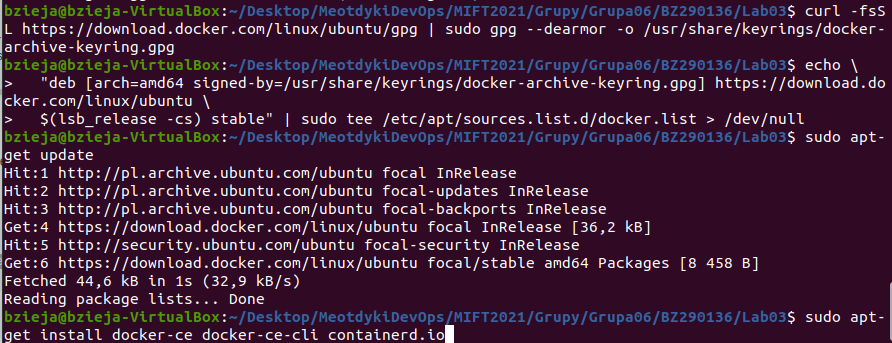 bzieja@bzieja-VirtualBox:~/Desktop/MeotdykiDevOps/MIFT2021/Grupy/Grupa06/BZ290136/Lab03$ curl -fsS
L https://download.docker.com/linux/ubuntu/gpg | sudo gpg --dearmor -o /usr/share/keyrings/docker-
archive-keyring.gpg
bzieja@bzieja-VirtualBox:~/Desktop/MeotdykiDevOps/MIFT2021/Grupy/Grupa06/BZ290136/Lab03$ echo \
>   "deb [arch=amd64 signed-by=/usr/share/keyrings/docker-archive-keyring.gpg] https://download.do
cker.com/linux/ubuntu \
>   $(lsb_release -cs) stable" | sudo tee /etc/apt/sources.list.d/docker.list > /dev/null
bzieja@bzieja-VirtualBox:~/Desktop/MeotdykiDevOps/MIFT2021/Grupy/Grupa06/BZ290136/Lab03$ sudo apt-
get update
Hit:1 http://pl.archive.ubuntu.com/ubuntu focal InRelease
Hit:2 http://pl.archive.ubuntu.com/ubuntu focal-updates InRelease
Hit:3 http://pl.archive.ubuntu.com/ubuntu focal-backports InRelease
Get:4 https://download.docker.com/linux/ubuntu focal InRelease [36,2 kB]
Hit:5 http://security.ubuntu.com/ubuntu focal-security InRelease
Get:6 https://download.docker.com/linux/ubuntu focal/stable amd64 Packages [8 458 B]
Fetched 44,6 kB in 1s (32,9 kB/s)
Reading package lists... Done
bzieja@bzieja-VirtualBox:~/Desktop/MeotdykiDevOps/MIFT2021/Grupy/Grupa06/BZ290136/Lab03$ sudo apt-
get install docker-ce docker-ce-cli containerd.io